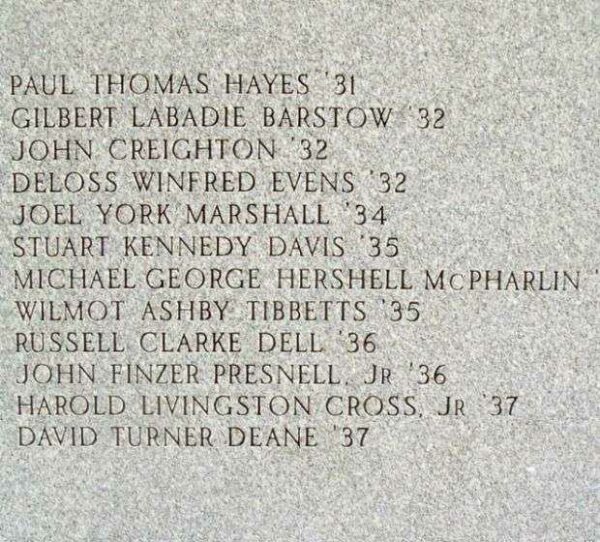 PAUL THOMAS HAYES '31
GILBERT LABADIE BARSTOW '32
JOHN CREIGHTON '32
DELOSS WINFRED EVENS '32
JOEL YORK MARSHALL '34
STUART KENNEDY DAVIS '35
MICHAEL GEORGE HERSHELL McPHARLIN '
WILMOT ASHBY TIBBETTS '35
RUSSELL CLARKE DELL '36
JOHN FINZER PRESNELL, JR '36
HAROLD LIVINGSTON CROSS, JR '37
DAVID TURNER DEANE '37